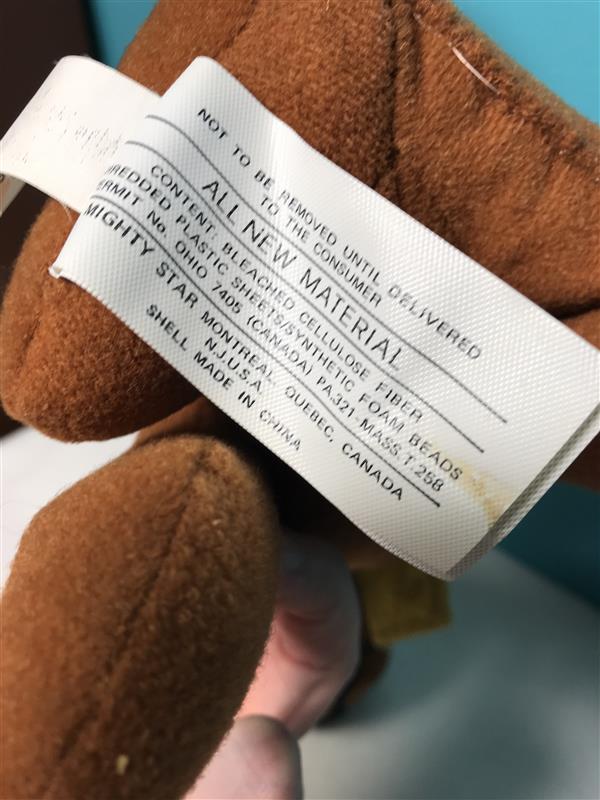 NOT TO BE REMOVED UNTIL DELIVERED
TO THE CONSUMER
ALL NEW MATERIAL
CONTENT: BLEACHED CELLULOSE FIBER
PLASTIC SHEETS/SYNTHETIC FOAM BEADS
No. OHIO 7405 (CANADA) PA.321-MASS.T.258
MIGHTY STAR MONTREAL QUEBEC, CANADA
N.J.U.S.A.
SHELL MADE IN CHINA